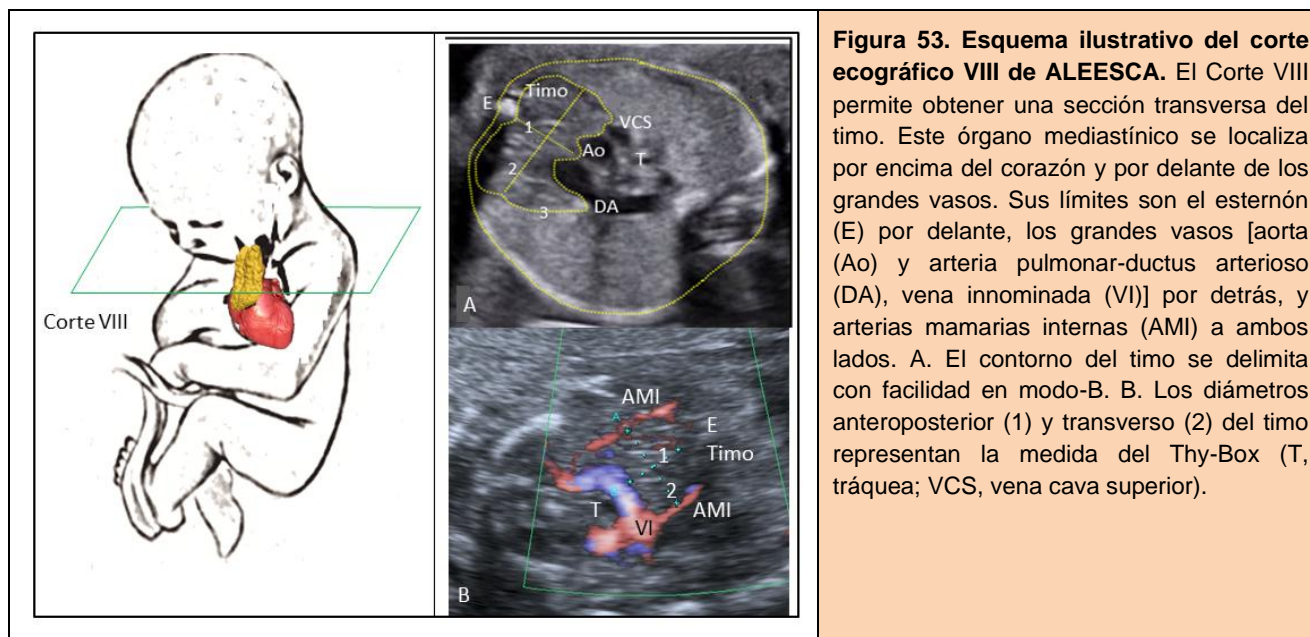 Corte VIII
Timo
E
1
VCS
Ao
T
2
3
DA
A
AMI
A
E
1
Timo
2
T
AMI
VI
B
Figura 53. Esquema ilustrativo del corte
ecográfico VIII de ALEESCA. El Corte VIII
permite obtener una sección transversa del
timo. Este órgano mediastínico se localiza
por encima del corazón y por delante de los
grandes vasos. Sus límites son el esternón
(E) por delante, los grandes vasos [aorta
(Ao) y arteria pulmonar-ductus arterioso
(DA), vena innominada (VI)] por detrás, y
arterias mamarias internas (AMI) a ambos
lados. A. El contorno del timo se delimita
con facilidad en modo-B. B. Los diámetros
anteroposterior (1) y transverso (2) del timo
representan la medida del Thy-Box (T,
tráquea; VCS, vena cava superior).